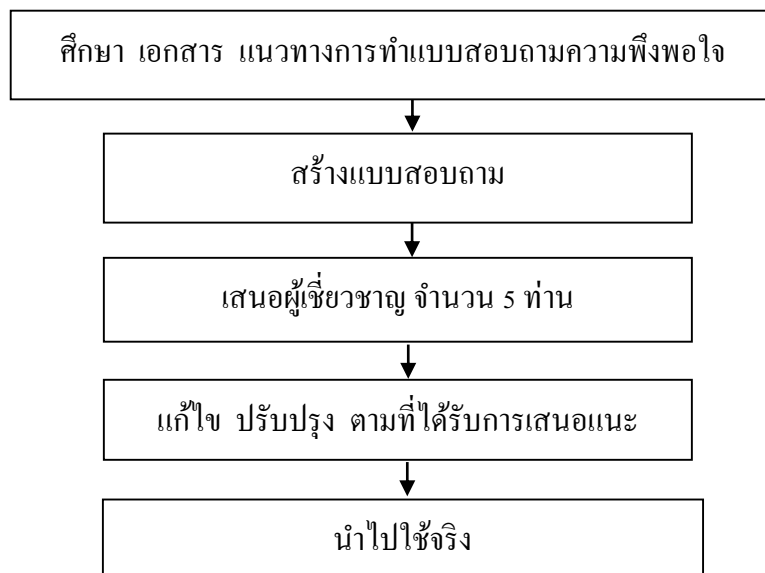 ศึกษา เอกสาร แนวทางการทำแบบสอบถามความพึงพอใจ
สร้างแบบสอบถาม
เสนอผู้เชี่ยวชาญ จำนวน 5 ท่าน
แก้ไข ปรับปรุง ตามที่ได้รับการเสนอแนะ
นำไปใช้จริง